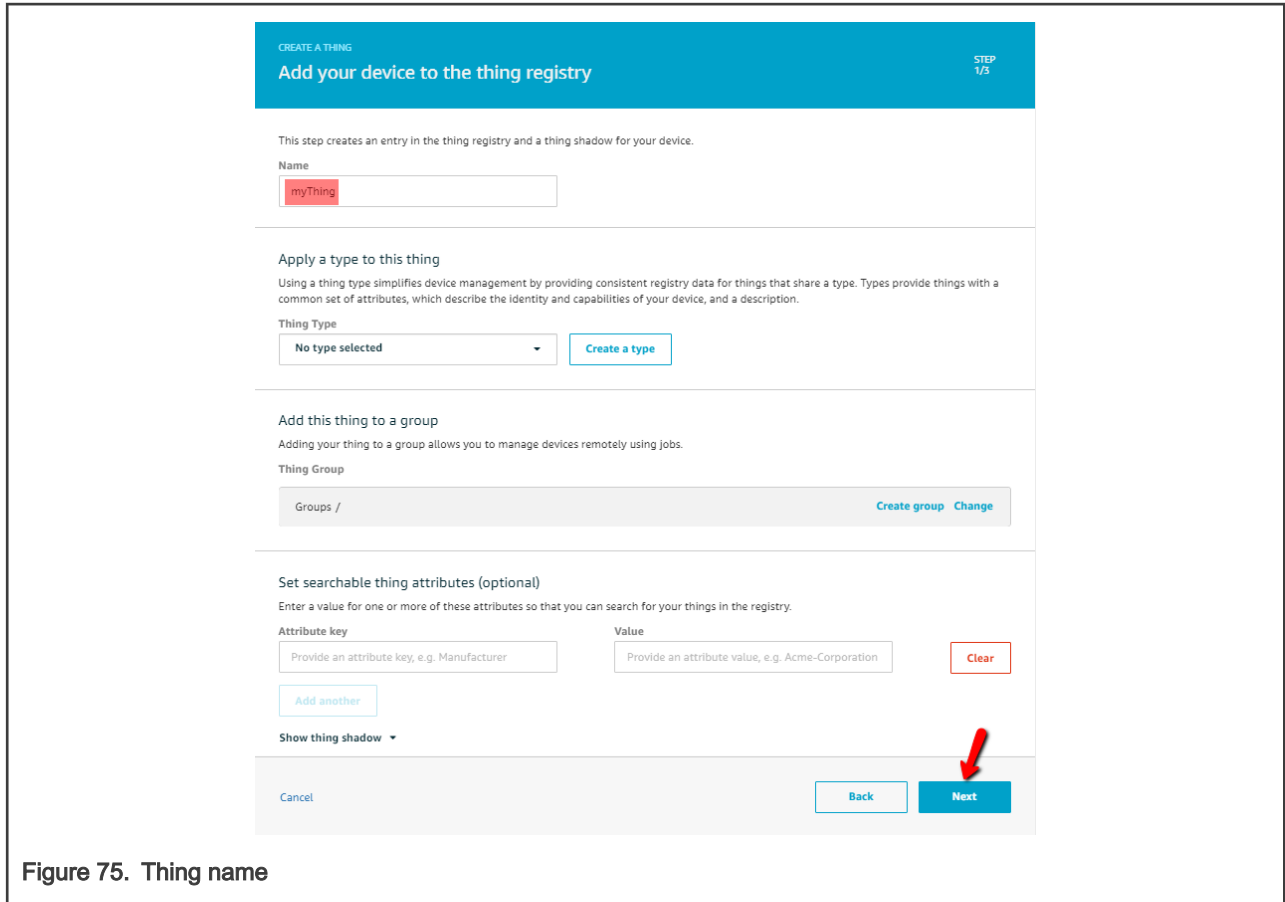 CREATE A THING
Add your device to the thing registry
STEP
1/3
This step creates an entry in the thing registry and a thing shadow for your device.
Name
myThing
Apply a type to this thing
Using a thing type simplifies device management by providing consistent registry data for things that share a type. Types provide things with a
common set of attributes, which describe the identity and capabilities of your device, and a description.
Thing Type
No type selected
Create a type
Add this thing to a group
Adding your thing to a group allows you to manage devices remotely using jobs.
Thing Group
Groups /
Create group Change
Set searchable thing attributes (optional)
Enter a value for one or more of these attributes so that you can search for your things in the registry.
Attribute key
Value
Provide an attribute key, e.g. Manufacturer
Provide an attribute value, e.g. Acme-Corporation
Clear
Add another
Show thing shadow
Cancel
Back
Next
Figure 75. Thing name